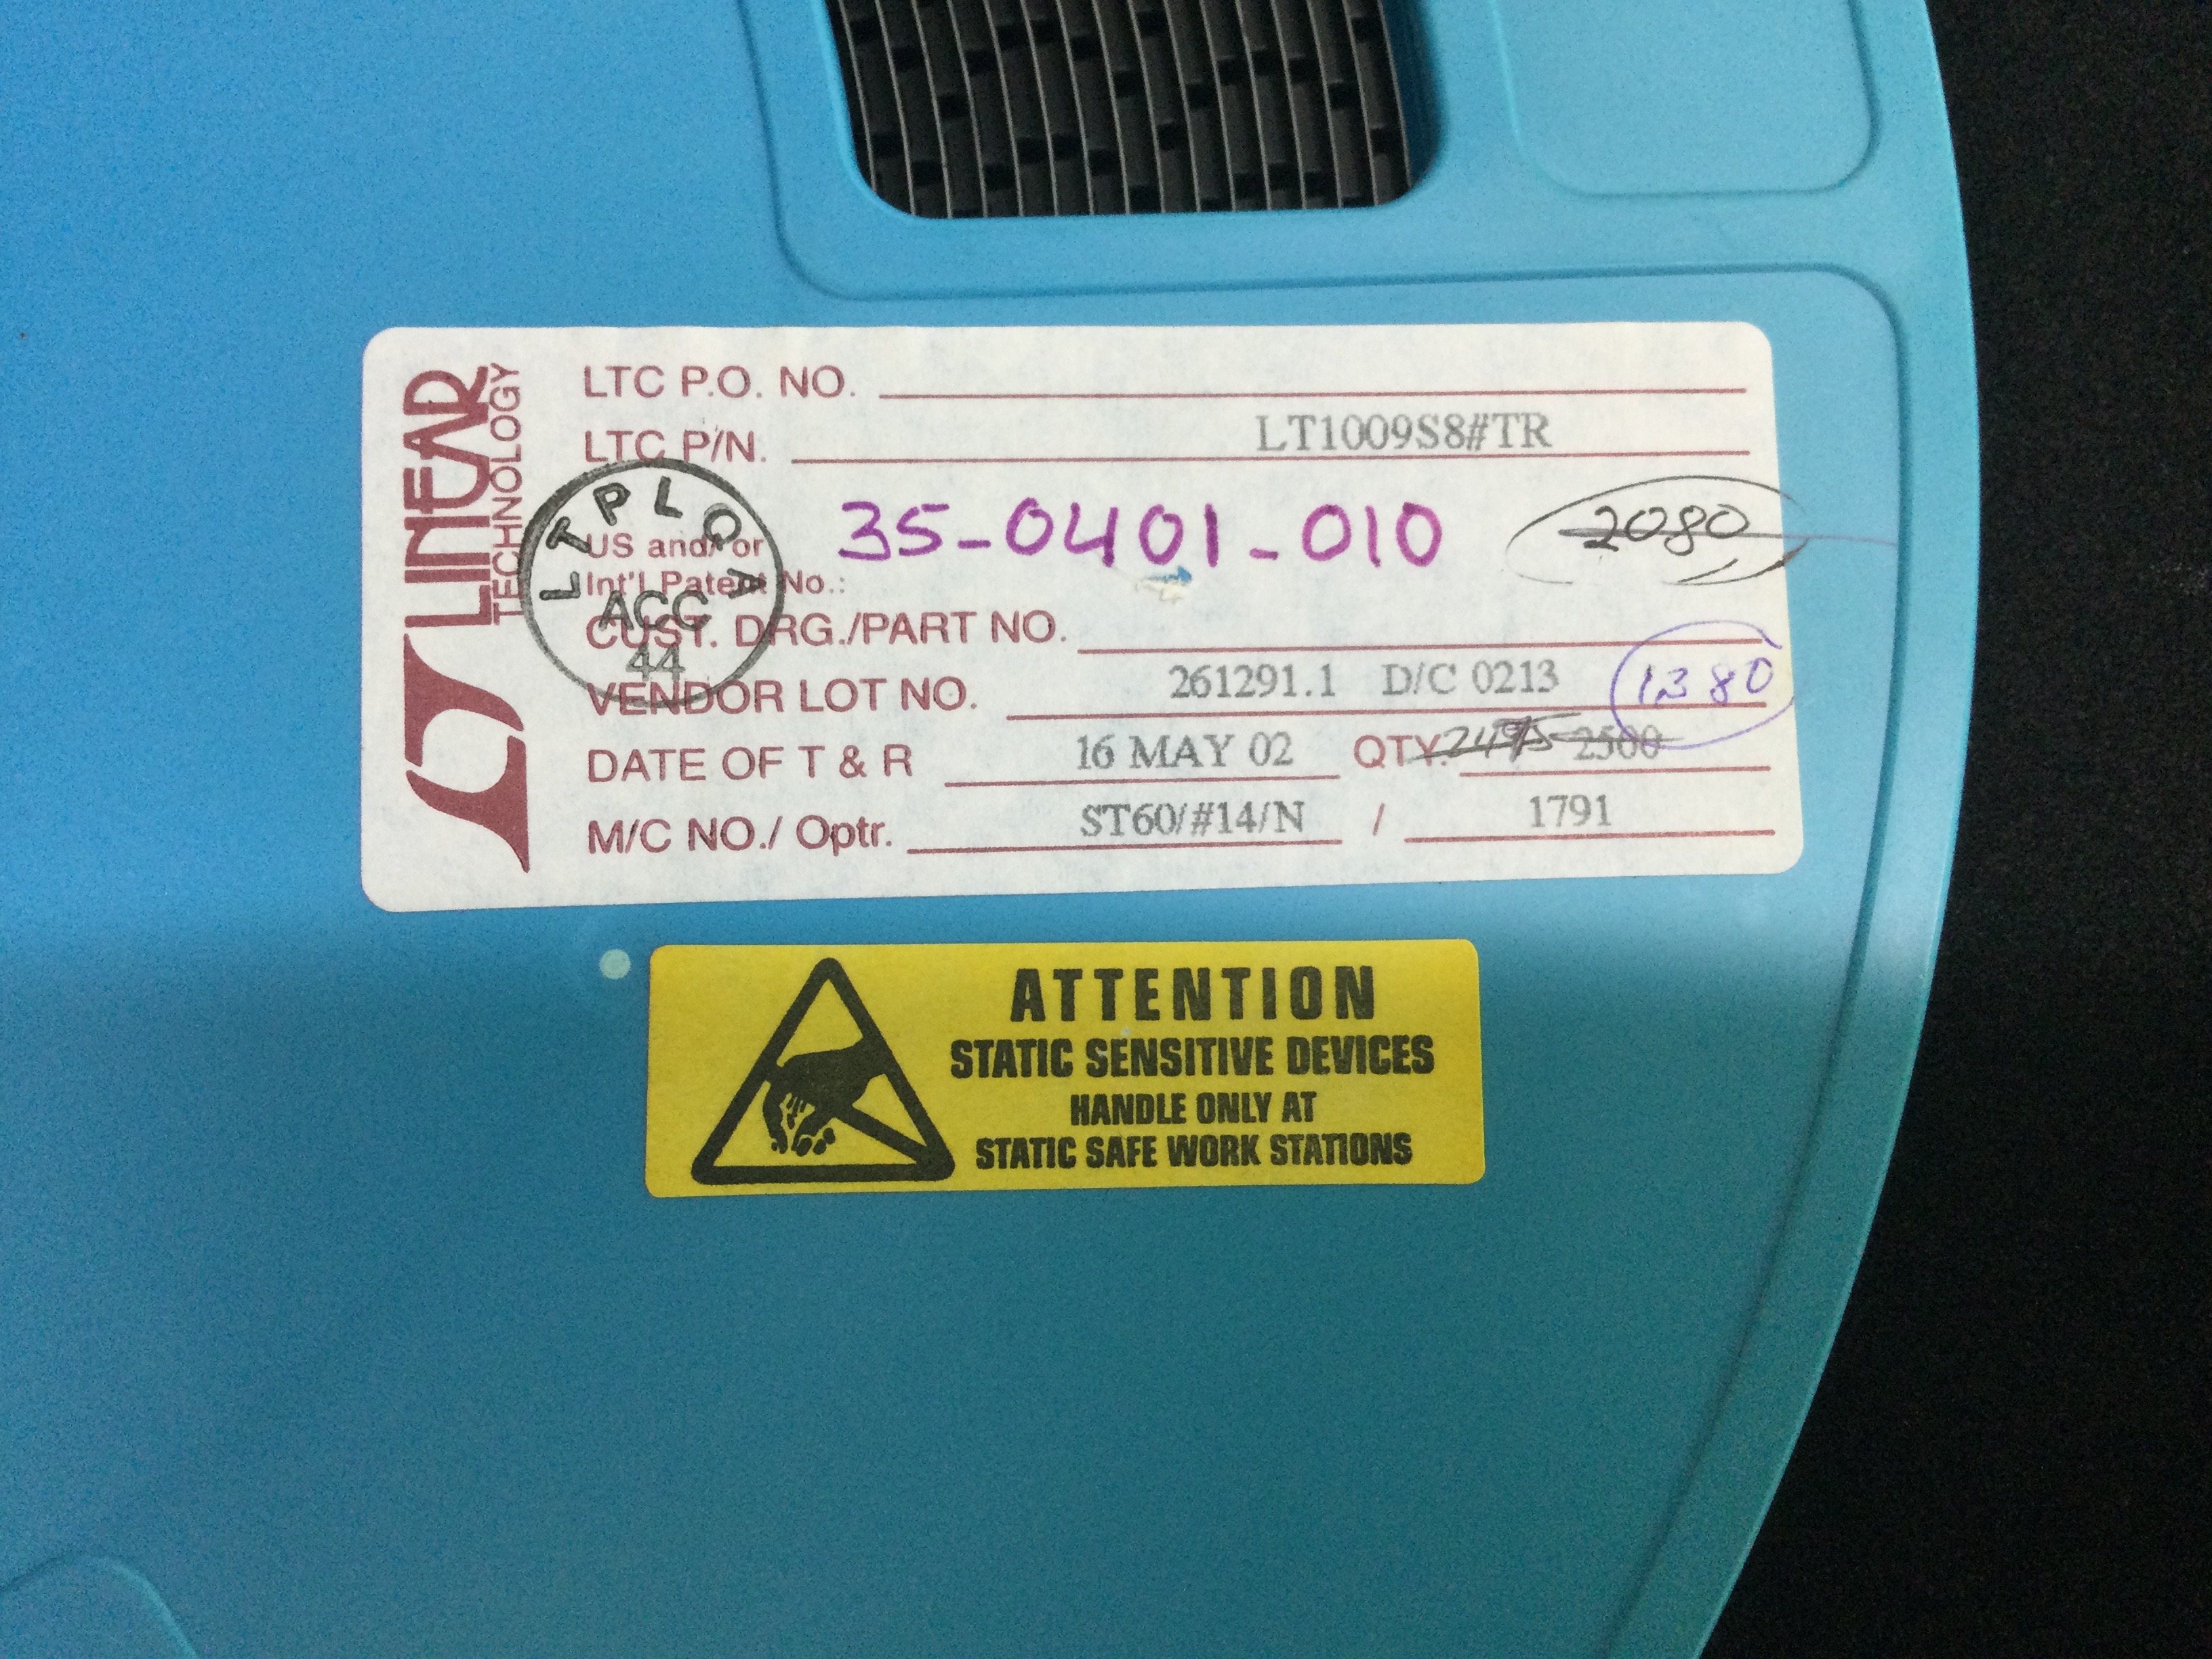 LINEAR
TECHNOLOGY
LTC P.O. NO.
LTC P/N. LT1009S8#TR
LTPLQA
ACC
44
35-0401-010 2080
US and/ or
Int'l Patent No.:
CUST. DRG./PART NO.
VENDOR LOT NO. 261291.1 D/C 0213 1380
DATE OF T & R 16 MAY 02 QTY. 2495 2500
M/C NO./ Optr. ST60/#14/N / 1791
ATTENTION
STATIC SENSITIVE DEVICES
HANDLE ONLY AT
STATIC SAFE WORK STATIONS